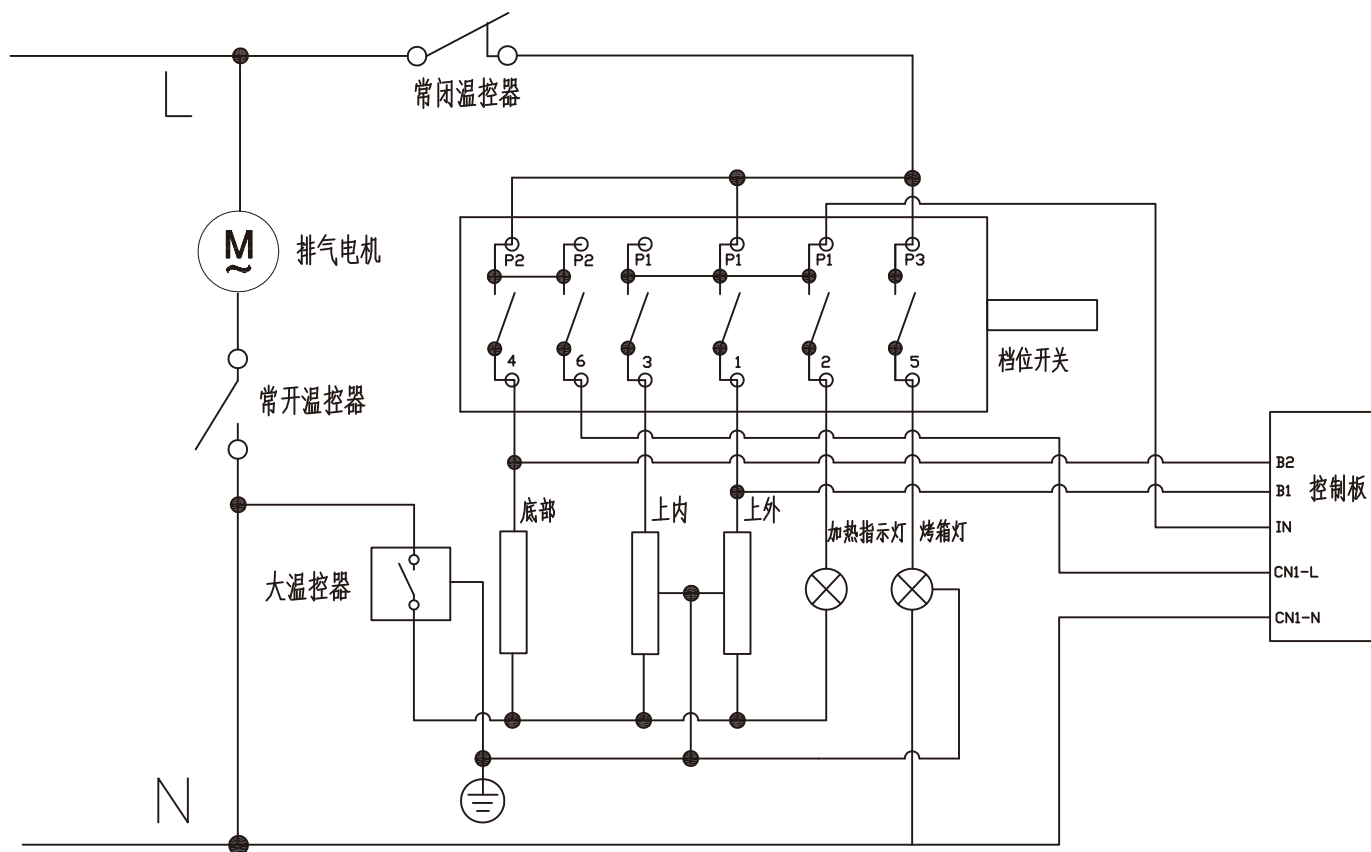 L
常闭温控器
M
~
排气电机
P2 P2 P1 P1 P1 P3
4 6 3 1 2 5
档位开关
常开温控器
B2
B1
控制板
IN
CN1-L
CN1-N
底部
上内
上外
加热指示灯
烤箱灯
大温控器
N